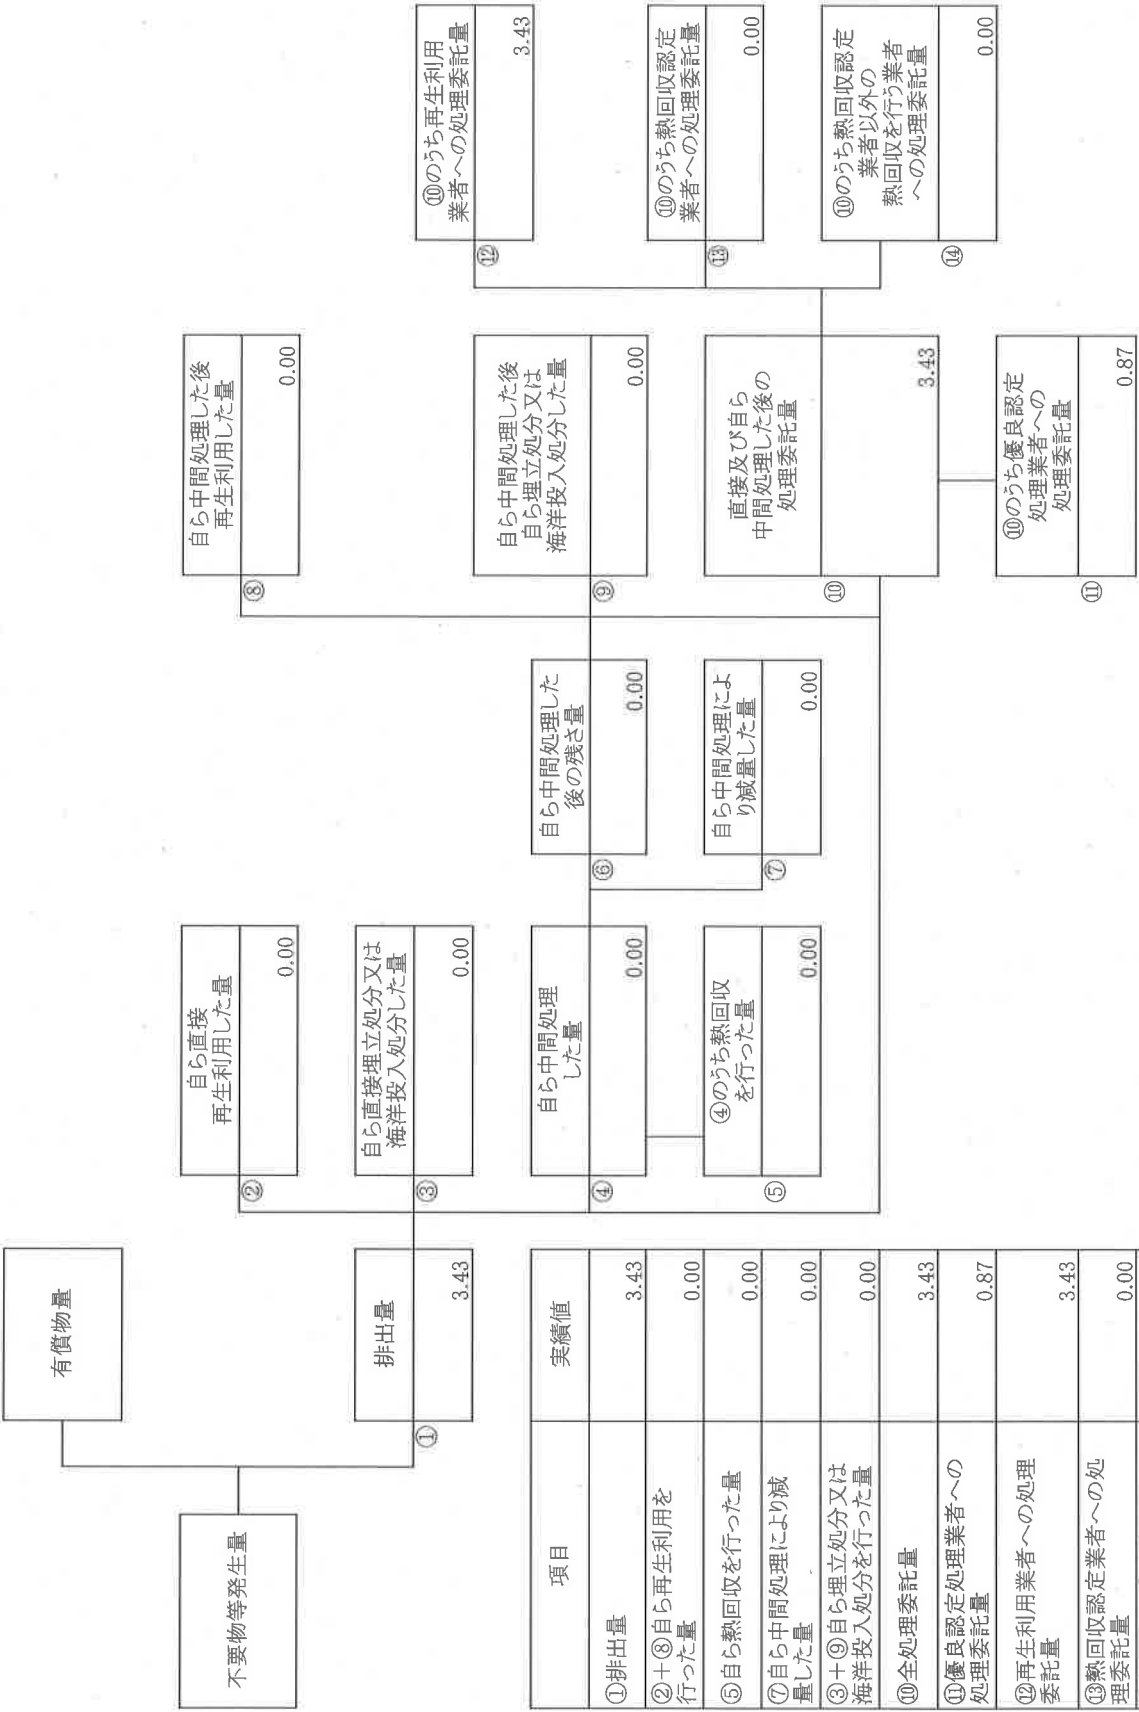 不要物等発生量
有償物量
①
排出量
3.43
②
自ら直接
再生利用した量
0.00
③
自ら直接埋立処分又は
海洋投入処分した量
0.00
④
自ら中間処理
した量
0.00
⑤
④のうち熱回収
を行った量
0.00
⑥
自ら中間処理した
後の残さ量
0.00
⑦
自ら中間処理によ
り減量した量
0.00
⑧
自ら中間処理した後
再生利用した量
0.00
⑨
自ら中間処理した後
自ら埋立処分又は
海洋投入処分した量
0.00
⑩
直接及び自ら
中間処理した後の
処理委託量
3.43
⑪
⑩のうち優良認定
処理業者への
処理委託量
0.87
⑫
⑩のうち再生利用
業者への処理委託量
3.43
⑬
⑩のうち熱回収認定
業者への処理委託量
0.00
⑭
⑩のうち熱回収認定
業者以外の
熱回収を行う業者
への処理委託量
0.00
項目 実績値
①排出量 3.43
②+⑧自ら再生利用を
行った量 0.00
⑤自ら熱回収を行った量 0.00
⑦自ら中間処理により減
量した量 0.00
③+⑨自ら埋立処分又は
海洋投入処分を行った量 0.00
⑩全処理委託量 3.43
⑪優良認定処理業者への
処理委託量 0.87
⑫再生利用業者への処理
委託量 3.43
⑬熱回収認定業者への処
理委託量 0.00